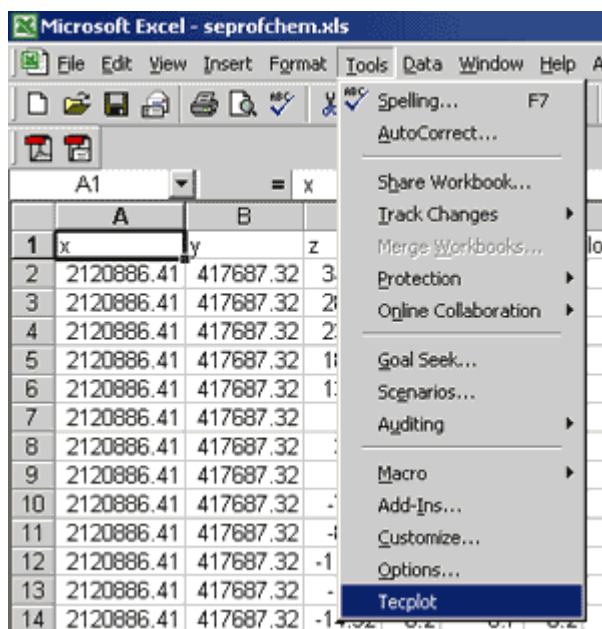 Microsoft Excel - seprofchem.xls
File Edit View Insert Format Tools Data Window Help
Spelling... F7
AutoCorrect...
Share Workbook...
Track Changes
Merge Workbooks...
Protection
Online Collaboration
Goal Seek...
Scenarios...
Auditing
Macro
Add-Ins...
Customize...
Options...
Tecplot
A1 = x
A B
1 x y z
2 2120886.41 417687.32
3 2120886.41 417687.32
4 2120886.41 417687.32
5 2120886.41 417687.32
6 2120886.41 417687.32
7 2120886.41 417687.32
8 2120886.41 417687.32
9 2120886.41 417687.32
10 2120886.41 417687.32
11 2120886.41 417687.32
12 2120886.41 417687.32
13 2120886.41 417687.32
14 2120886.41 417687.32